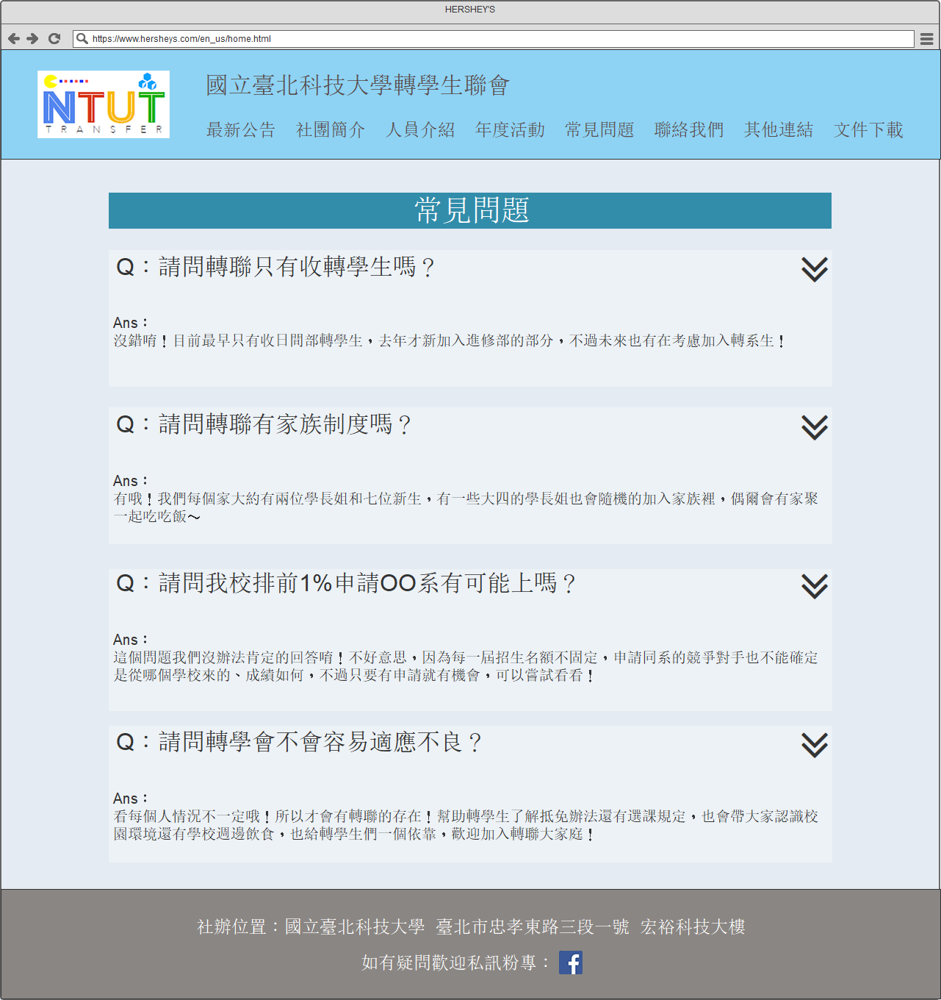 HERSHEY'S
https://www.hersheys.com/en_us/home.html
NTUT
TRANSFER
國立臺北科技大學轉學生聯會
最新公告 社團簡介 人員介紹 年度活動 常見問題 聯絡我們 其他連結 文件下載
常見問題
Q：請問轉聯只有收轉學生嗎？
Ans：
沒錯唷！目前最早只有收日間部轉學生，去年才新加入進修部的部分，不過未來也有在考慮加入轉系生！
Q：請問轉聯有家族制度嗎？
Ans：
有哦！我們每個家大約有兩位學長姐和七位新生，有一些大四的學長姐也會隨機的加入家族裡，偶爾會有家聚
一起吃吃飯～
Q：請問我校排前1%申請OO系有可能上嗎？
Ans：
這個問題我們沒辦法肯定的回答唷！不好意思，因為每一屆招生名額不固定，申請同系的競爭對手也不能確定
是從哪個學校來的、成績如何，不過只要有申請就有機會，可以嘗試看看！
Q：請問轉學會不會容易適應不良？
Ans：
看每個人情況不一定哦！所以才會有轉聯的存在！幫助轉學生了解抵免辦法還有選課規定，也會帶大家認識校
園環境還有學校週邊飲食，也給轉學生們一個依靠，歡迎加入轉聯大家庭！
社辦位置：國立臺北科技大學 臺北市忠孝東路三段一號 宏裕科技大樓
如有疑問歡迎私訊粉專：